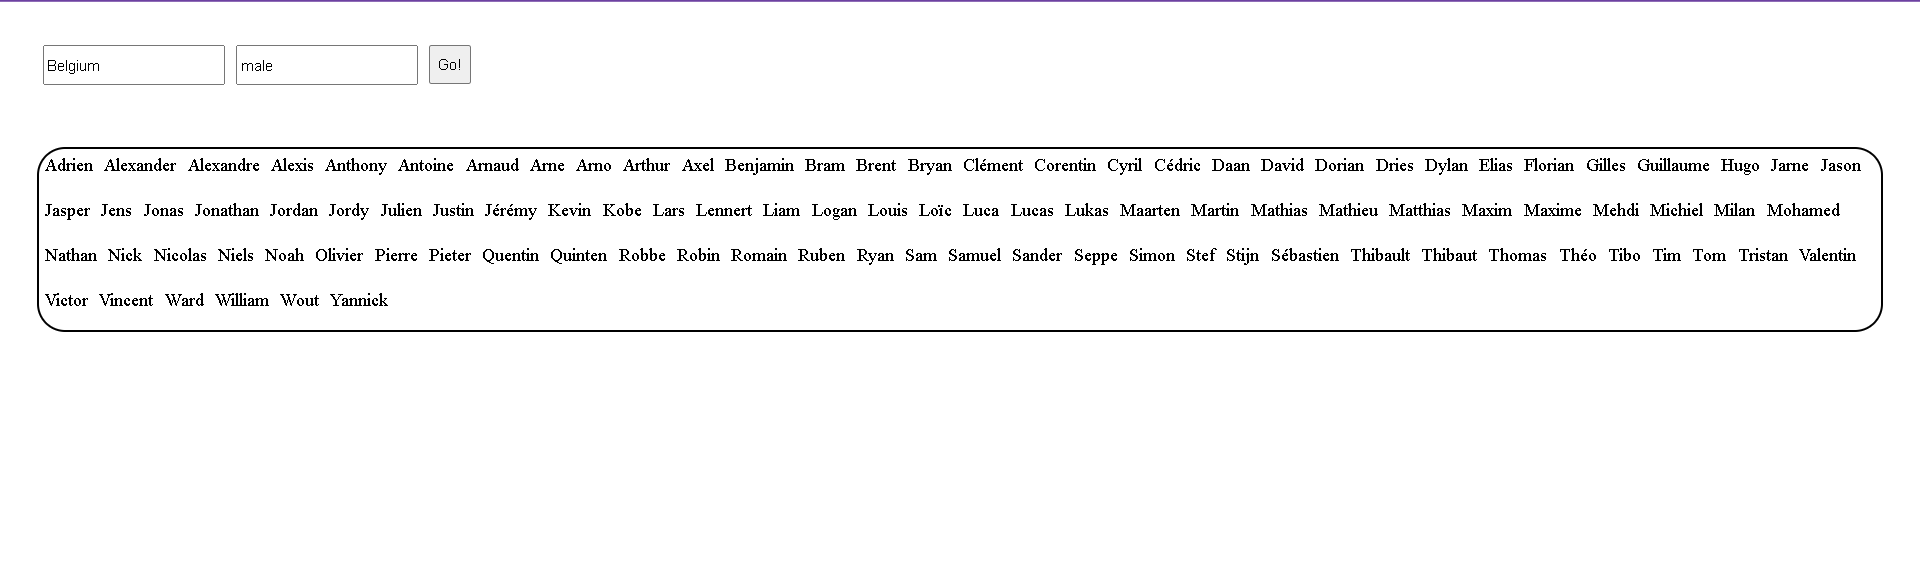 Belgium male Go!
Adrien Alexander Alexandre Alexis Anthony Antoine Arnaud Arne Arno Arthur Axel Benjamin Bram Brent Bryan Clément Corentin Cyril Cédric Daan David Dorian Dries Dylan Elias Florian Gilles Guillaume Hugo Jarne Jason
Jasper Jens Jonas Jonathan Jordan Jordy Julien Justin Jérémy Kevin Kobe Lars Lennert Liam Logan Louis Loïc Luca Lucas Lukas Maarten Martin Mathias Mathieu Matthias Maxim Maxime Mehdi Michiel Milan Mohamed
Nathan Nick Nicolas Niels Noah Olivier Pierre Pieter Quentin Quinten Robbe Robin Romain Ruben Ryan Sam Samuel Sander Seppe Simon Stef Stijn Sébastien Thibault Thibaut Thomas Théo Tibo Tim Tom Tristan Valentin
Victor Vincent Ward William Wout Yannick